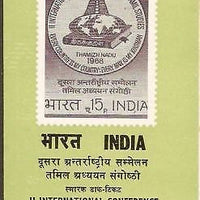 THAMIZH NADU
1968
दूसरा अन्तर्राष्ट्रीय सम्मेलन
तमिल अध्ययन संगोष्ठी
भारत 15 INDIA
भारत INDIA
दूसरा अन्तर्राष्ट्रीय सम्मेलन
तमिल अध्ययन संगोष्ठी
स्मारक डाक-टिकट
II INTERNATIONAL CONFERENCE